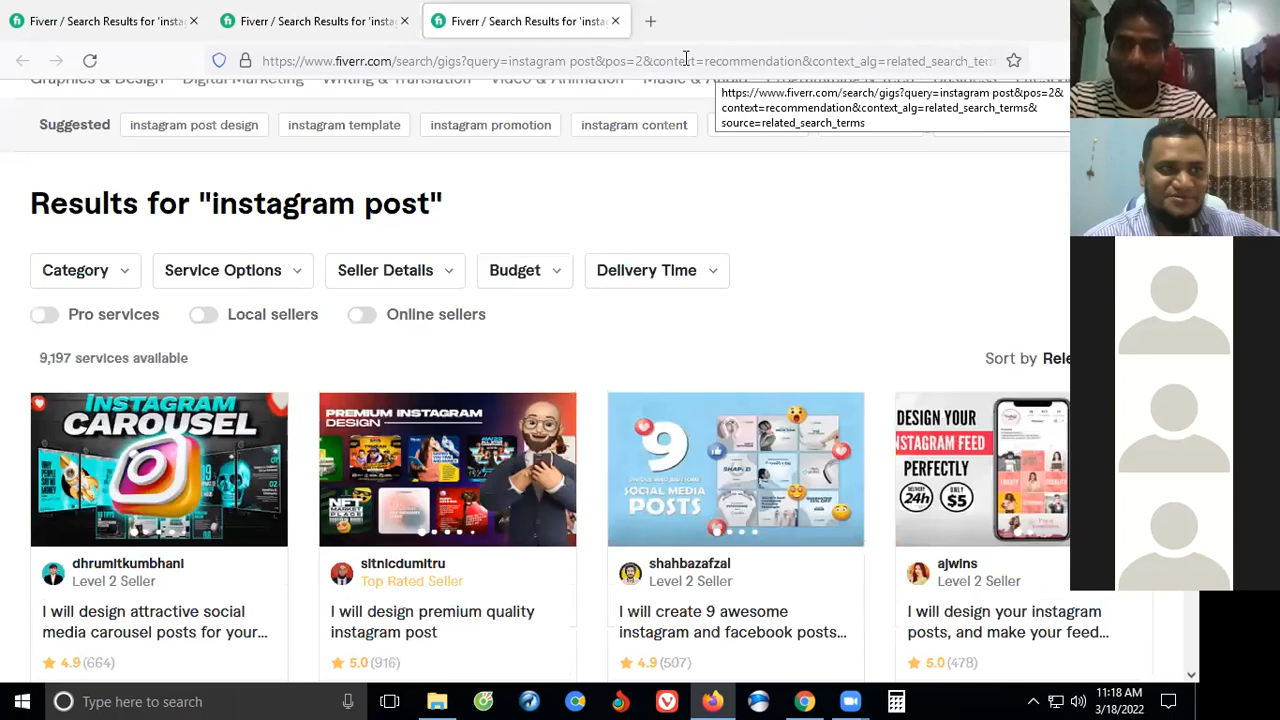 Fiverr / Search Results for 'insta
Fiverr / Search Results for 'insta
Fiverr / Search Results for 'insta
https://www.fiverr.com/search/gigs?query=instagram post&pos=2&context=recommendation&context_alg=related_search_term
https://www.fiverr.com/search/gigs?query=instagram post&pos=2&
context=recommendation&context_alg=related_search_terms&
source=related_search_terms
Graphics & Design
Digital Marketing
Writing & Translation
Video & Animation
Music & Audio
Suggested
instagram post design
instagram template
instagram promotion
instagram content
Results for "instagram post"
Category
Service Options
Seller Details
Budget
Delivery Time
Pro services
Local sellers
Online sellers
9,197 services available
Sort by Rele
INSTAGRAM
CAROUSEL
PREMIUM INSTAGRAM
DESIGN
9
SOCIAL MEDIA
POSTS
DESIGN YOUR
INSTAGRAM FEED
PERFECTLY
24h
ONLY
$5
dhrumitkumbhani
Level 2 Seller
I will design attractive social
media carousel posts for your...
4.9 (664)
sitnicdumitru
Top Rated Seller
I will design premium quality
instagram post
5.0 (916)
shahbazafzal
Level 2 Seller
I will create 9 awesome
instagram and facebook posts...
4.9 (507)
ajwins
Level 2 Seller
I will design your instagram
posts, and make your feed...
5.0 (478)
Type here to search
11:18 AM
3/18/2022